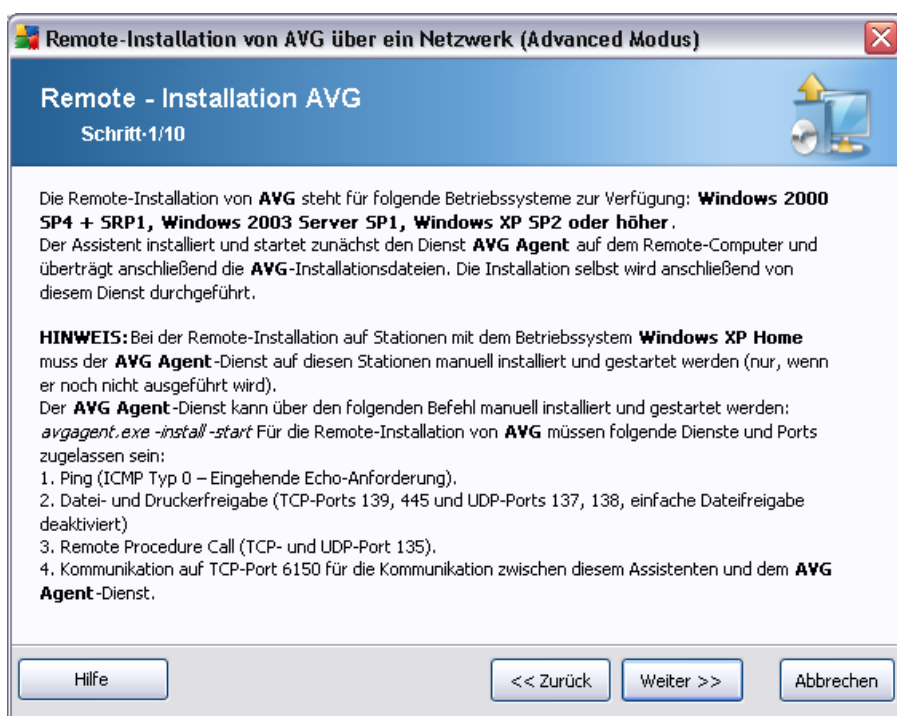 Remote-Installation von AVG über ein Netzwerk (Advanced Modus)
Remote - Installation AVG
Schritt·1/10
Die Remote-Installation von AVG steht für folgende Betriebssysteme zur Verfügung: Windows 2000
SP4 + SRP1, Windows 2003 Server SP1, Windows XP SP2 oder höher.
Der Assistent installiert und startet zunächst den Dienst AVG Agent auf dem Remote-Computer und
überträgt anschließend die AVG-Installationsdateien. Die Installation selbst wird anschließend von
diesem Dienst durchgeführt.
HINWEIS: Bei der Remote-Installation auf Stationen mit dem Betriebssystem Windows XP Home
muss der AVG Agent-Dienst auf diesen Stationen manuell installiert und gestartet werden (nur, wenn
er noch nicht ausgeführt wird).
Der AVG Agent-Dienst kann über den folgenden Befehl manuell installiert und gestartet werden:
avgagent.exe -install -start Für die Remote-Installation von AVG müssen folgende Dienste und Ports
zugelassen sein:
1. Ping (ICMP Typ 0 – Eingehende Echo-Anforderung).
2. Datei- und Druckerfreigabe (TCP-Ports 139, 445 und UDP-Ports 137, 138, einfache Dateifreigabe
deaktiviert)
3. Remote Procedure Call (TCP- und UDP-Port 135).
4. Kommunikation auf TCP-Port 6150 für die Kommunikation zwischen diesem Assistenten und dem AVG
Agent-Dienst.
Hilfe
<< Zurück
Weiter >>
Abbrechen